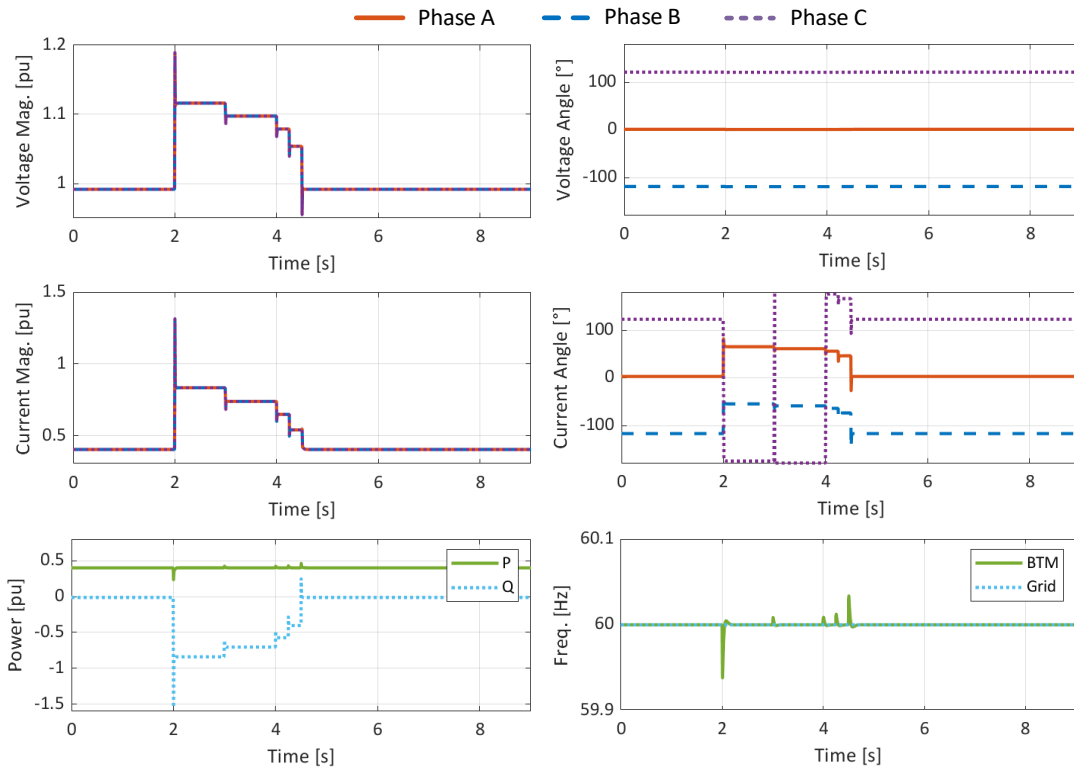 Phase A Phase B Phase C
1.2
1.1
1
Voltage Mag. [pu]
0 2 4 6 8
Time [s]
100
0
-100
Voltage Angle [°]
0 2 4 6 8
Time [s]
1.5
1
0.5
Current Mag. [pu]
0 2 4 6 8
Time [s]
100
0
-100
Current Angle [°]
0 2 4 6 8
Time [s]
0.5
0
-0.5
-1
-1.5
Power [pu]
P
Q
0 2 4 6 8
Time [s]
60.1
60
59.9
Freq. [Hz]
BTM
Grid
0 2 4 6 8
Time [s]